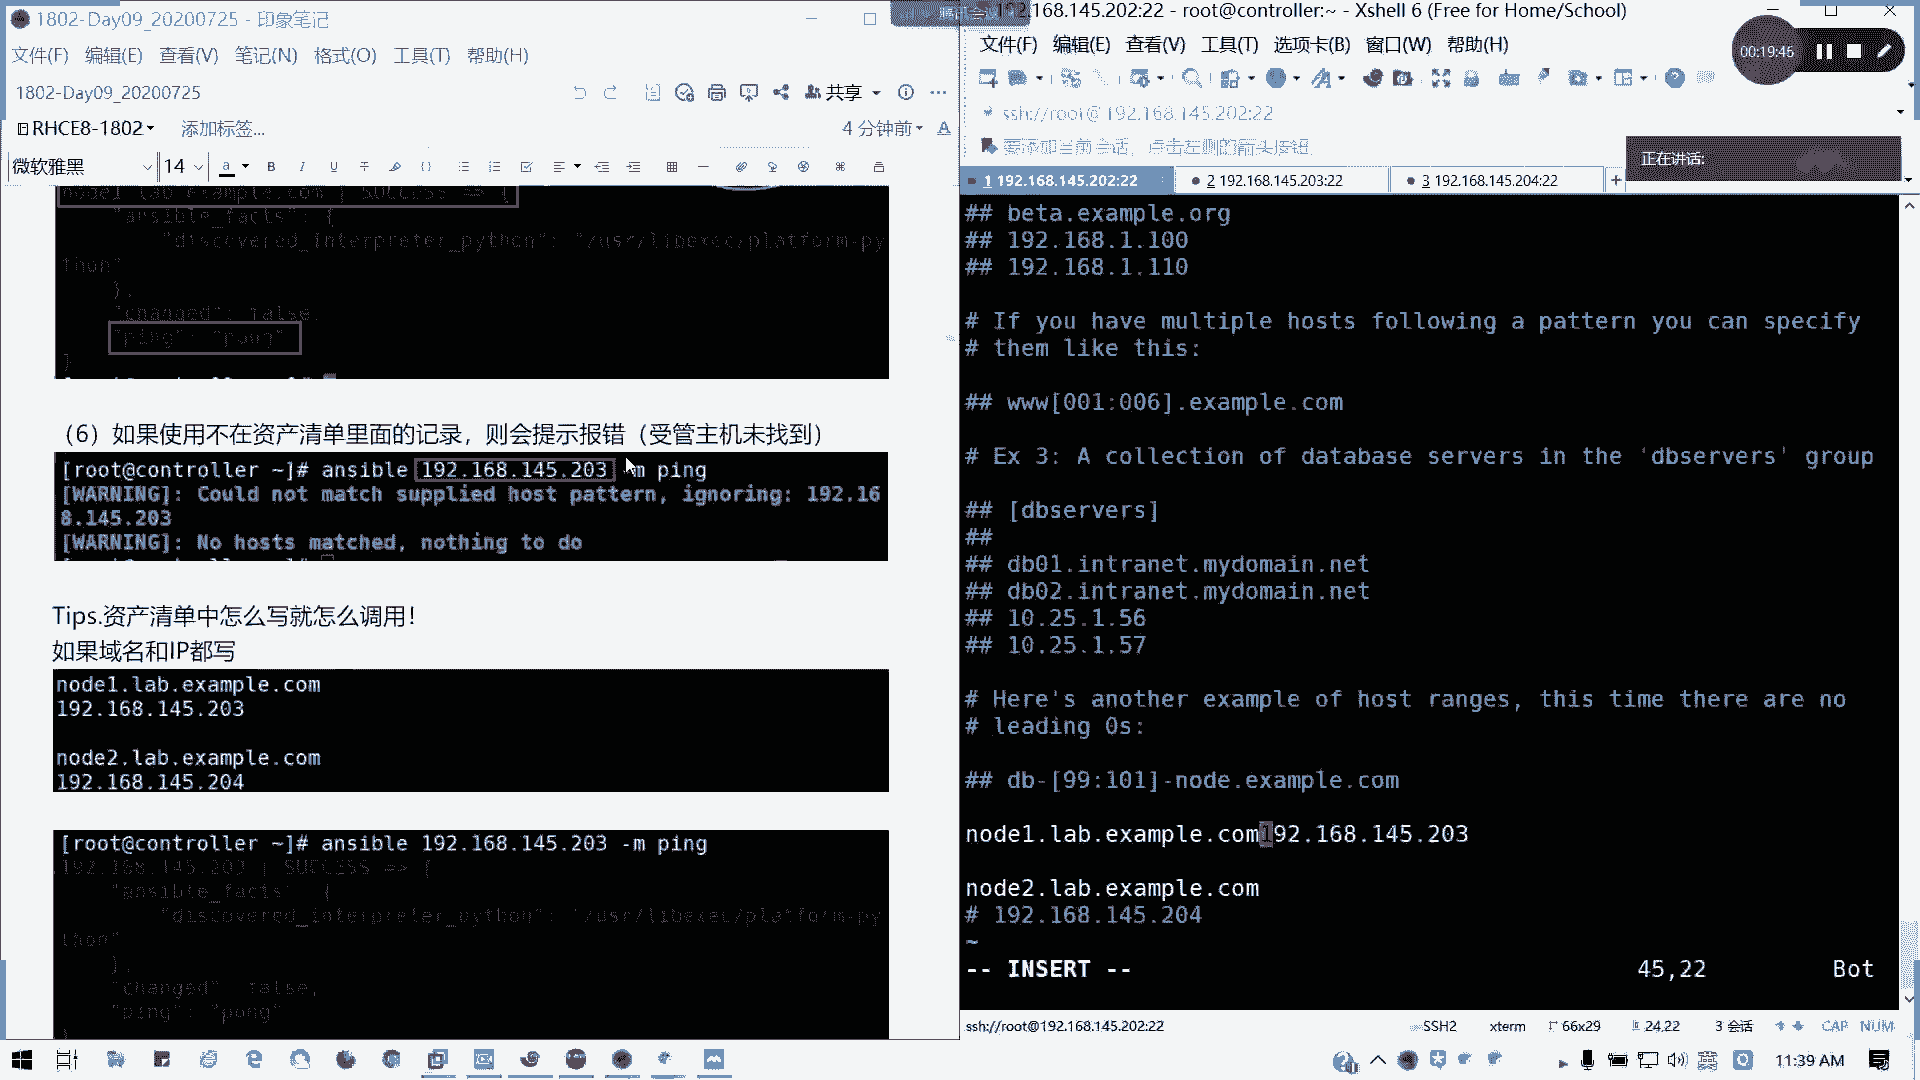 1802-Day09_20200725 - 印象笔记
文件(F) 编辑(E) 查看(V) 笔记(N) 格式(O) 工具(T) 帮助(H)
1802-Day09_20200725
共享
RHCE8-1802
添加标签...
4 分钟前
微软雅黑
14
node1.lab.example.com | SUCCESS => {
"ansible_facts": {
"discovered_interpreter_python": "/usr/libexec/platform-py
thon"
},
"changed": false,
"ping": "pong"
}
（6）如果使用不在资产清单里面的记录，则会提示报错（受管主机未找到）
[root@controller ~]# ansible 192.168.145.203 -m ping
[WARNING]: Could not match supplied host pattern, ignoring: 192.16
8.145.203
[WARNING]: No hosts matched, nothing to do
Tips.资产清单中怎么写就怎么调用！
如果域名和IP都写
node1.lab.example.com
192.168.145.203
node2.lab.example.com
192.168.145.204
[root@controller ~]# ansible 192.168.145.203 -m ping
192.168.145.203 | SUCCESS => {
"ansible_facts": {
"discovered_interpreter_python": "/usr/libexec/platform-py
thon"
},
"changed": false,
"ping": "pong"
192.168.145.202:22 - root@controller:~ - Xshell 6 (Free for Home/School)
文件(F) 编辑(E) 查看(V) 工具(T) 选项卡(B) 窗口(W) 帮助(H)
00:19:45
ssh://root@192.168.145.202:22
要添加当前会话，点击左侧的箭头按钮。
正在讲话:
1 192.168.145.202:22
2 192.168.145.203:22
3 192.168.145.204:22
## beta.example.org
## 192.168.1.100
## 192.168.1.110
# If you have multiple hosts following a pattern you can specify
# them like this:
## www[001:006].example.com
# Ex 3: A collection of database servers in the 'dbservers' group
## [dbservers]
##
## db01.intranet.mydomain.net
## db02.intranet.mydomain.net
## 10.25.1.56
## 10.25.1.57
# Here's another example of host ranges, this time there are no
# leading 0s:
## db-[99:101]-node.example.com
node1.lab.example.com192.168.145.203
node2.lab.example.com
# 192.168.145.204
~
-- INSERT -- 45,22 Bot
ssh://root@192.168.145.202:22
SSH2 xterm 66x29 24,22 3 会话 CAP NUM
英
11:39 AM